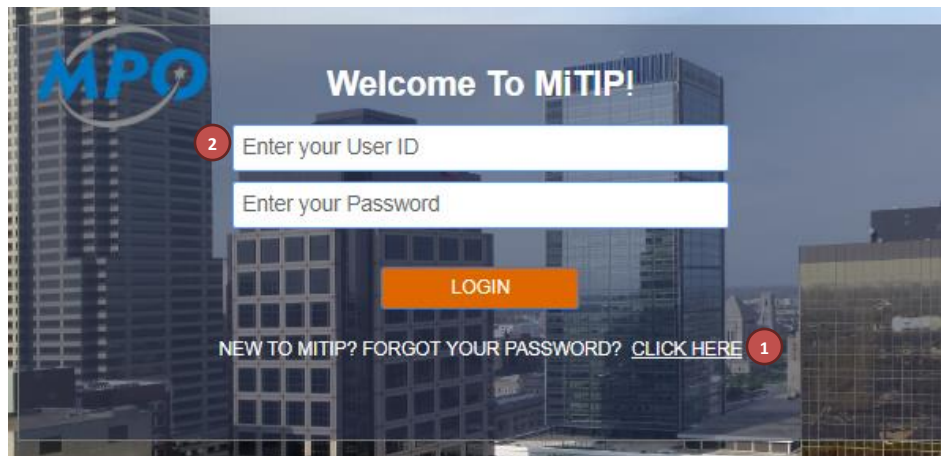 MPO
Welcome To MiTIP!
2
Enter your User ID
Enter your Password
LOGIN
NEW TO MITIP? FORGOT YOUR PASSWORD? CLICK HERE 1